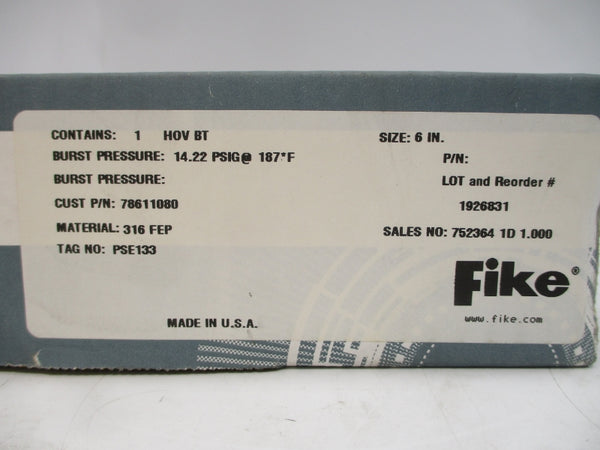 CONTAINS: 1 HOV BT
SIZE: 6 IN.
BURST PRESSURE: 14.22 PSIG@ 187*F
P/N:
BURST PRESSURE:
LOT and Reorder #
CUST P/N: 78611080
1926831
MATERIAL: 316 FEP
SALES NO: 752364 1D 1.000
TAG NO: PSE133
Fike®
www.fike.com
MADE IN U.S.A.